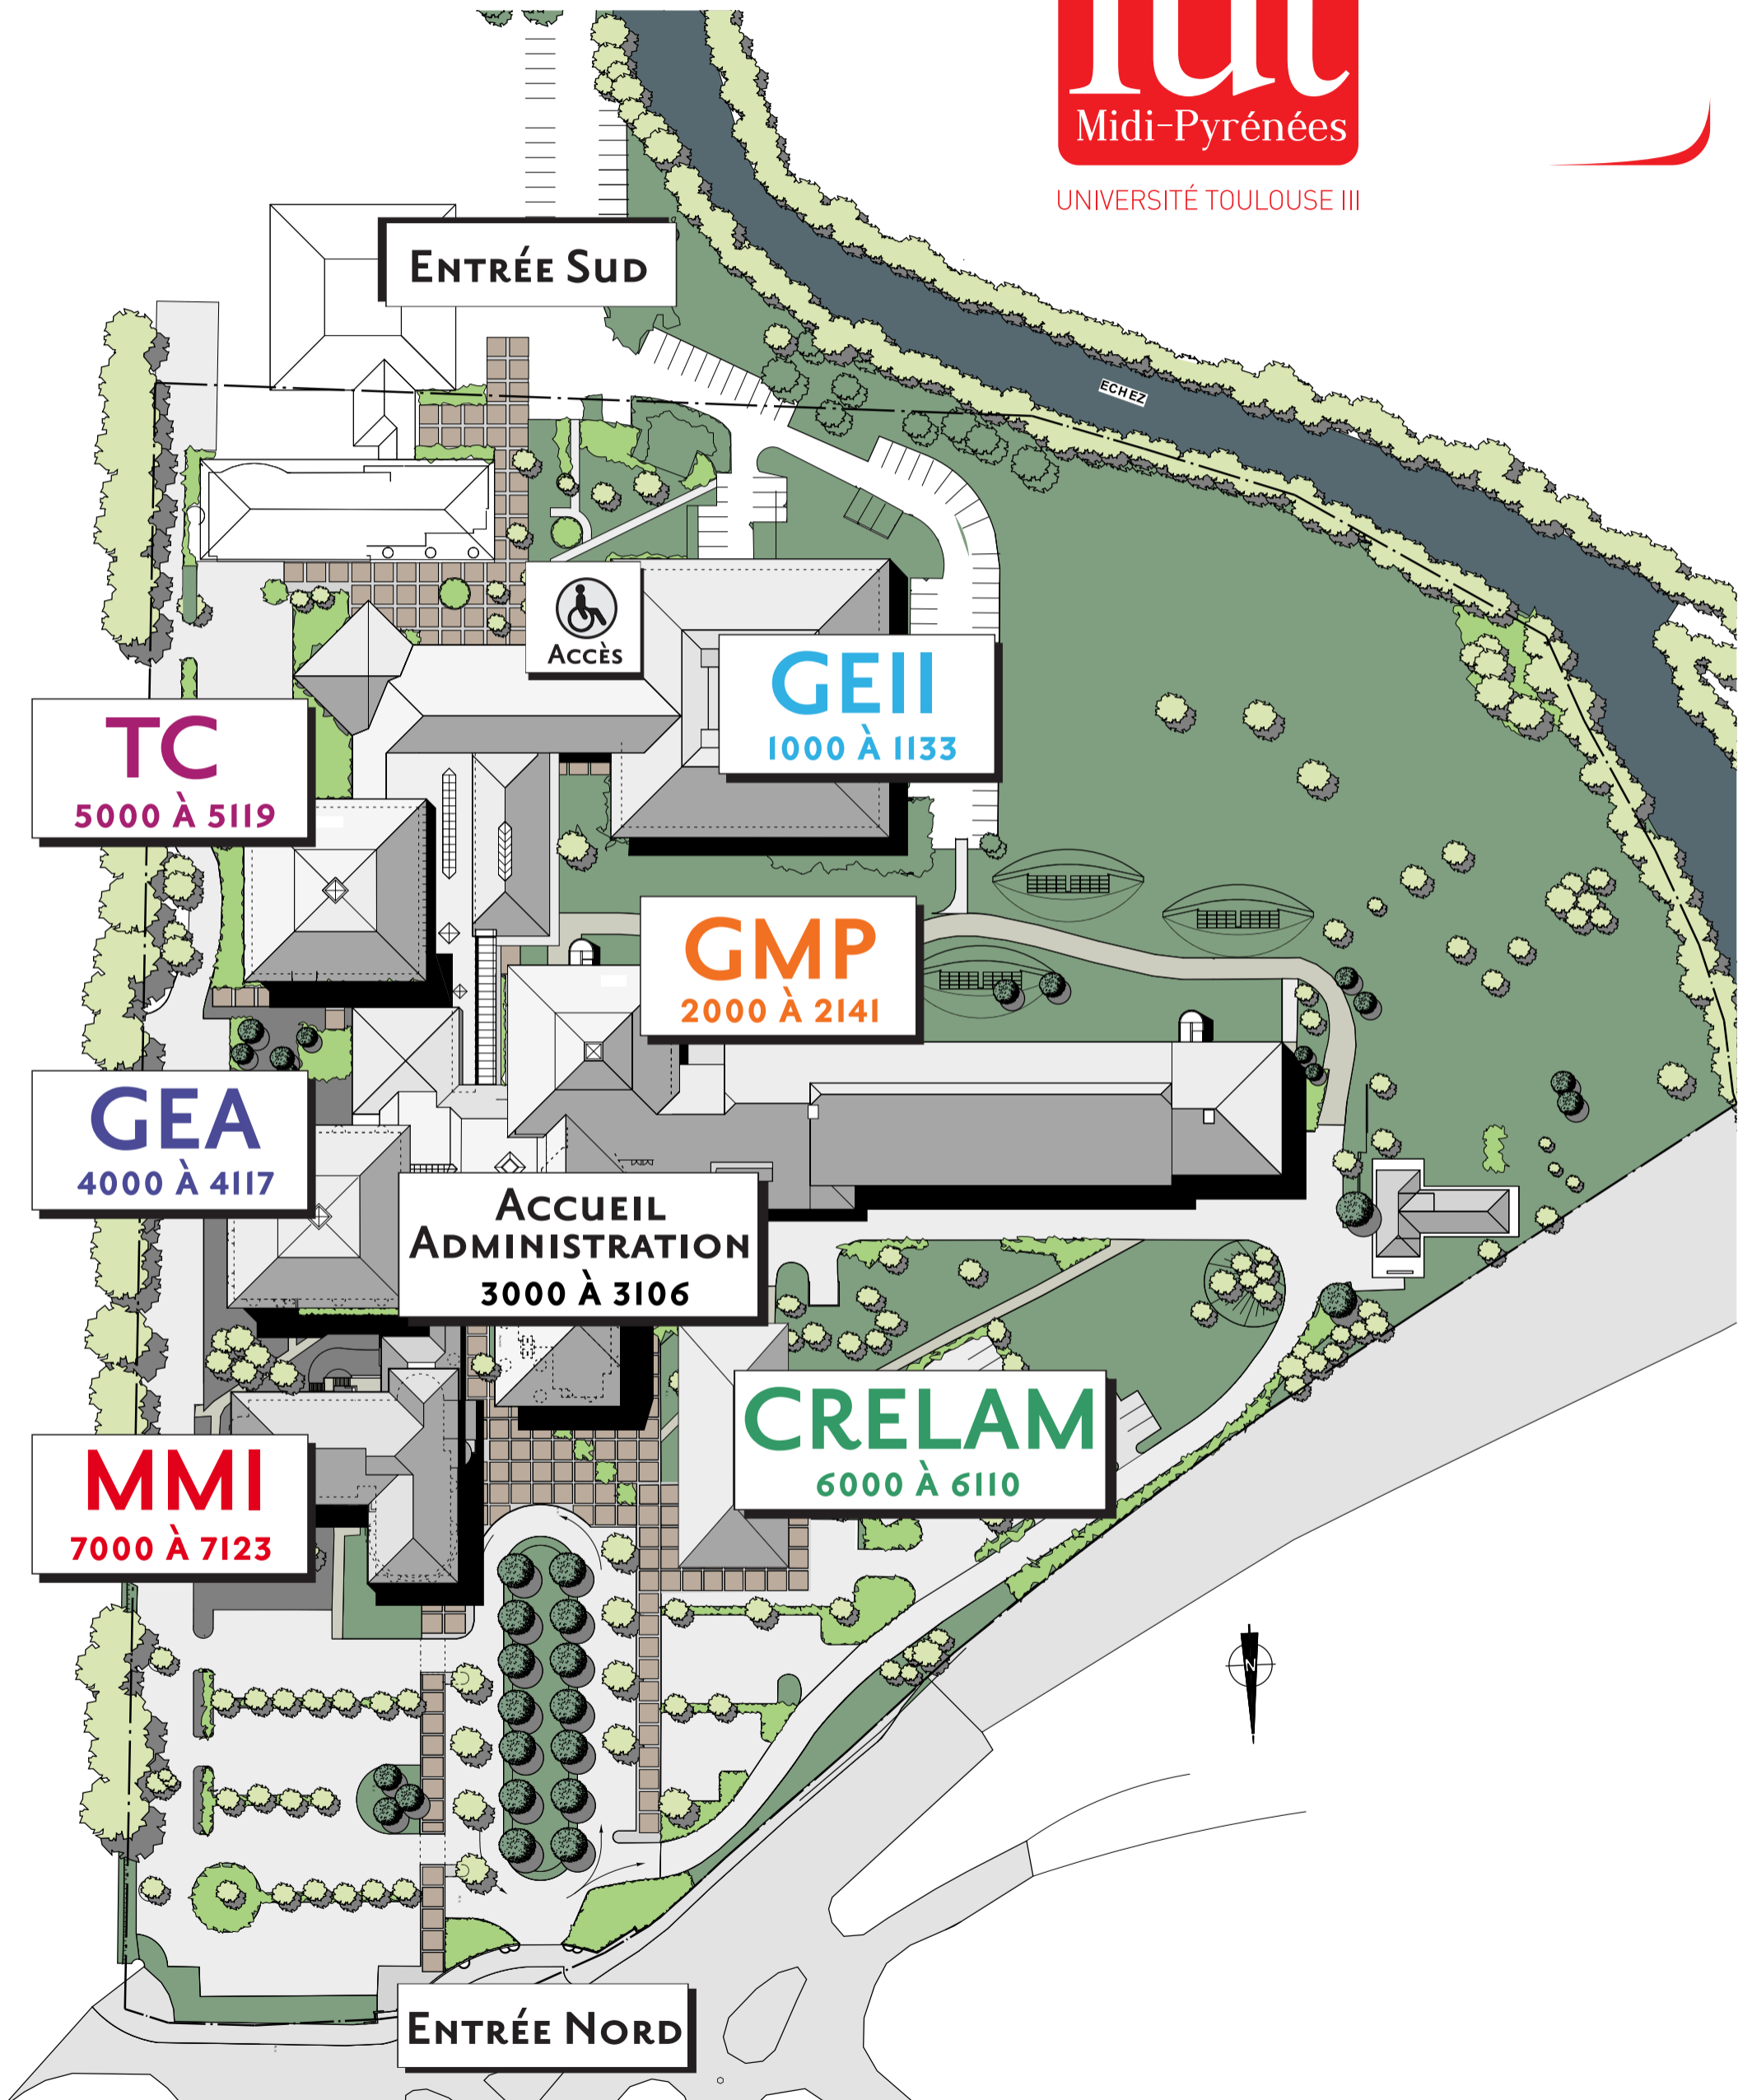 iut
Midi-Pyrénées
UNIVERSITÉ TOULOUSE III
ENTRÉE SUD
ECHEZ
ACCÈS
GEII
1000 À 1133
TC
5000 À 5119
GMP
2000 À 2141
GEA
4000 À 4117
ACCUEIL
ADMINISTRATION
3000 À 3106
CRELAM
6000 À 6110
MMI
7000 À 7123
N
ENTRÉE NORD